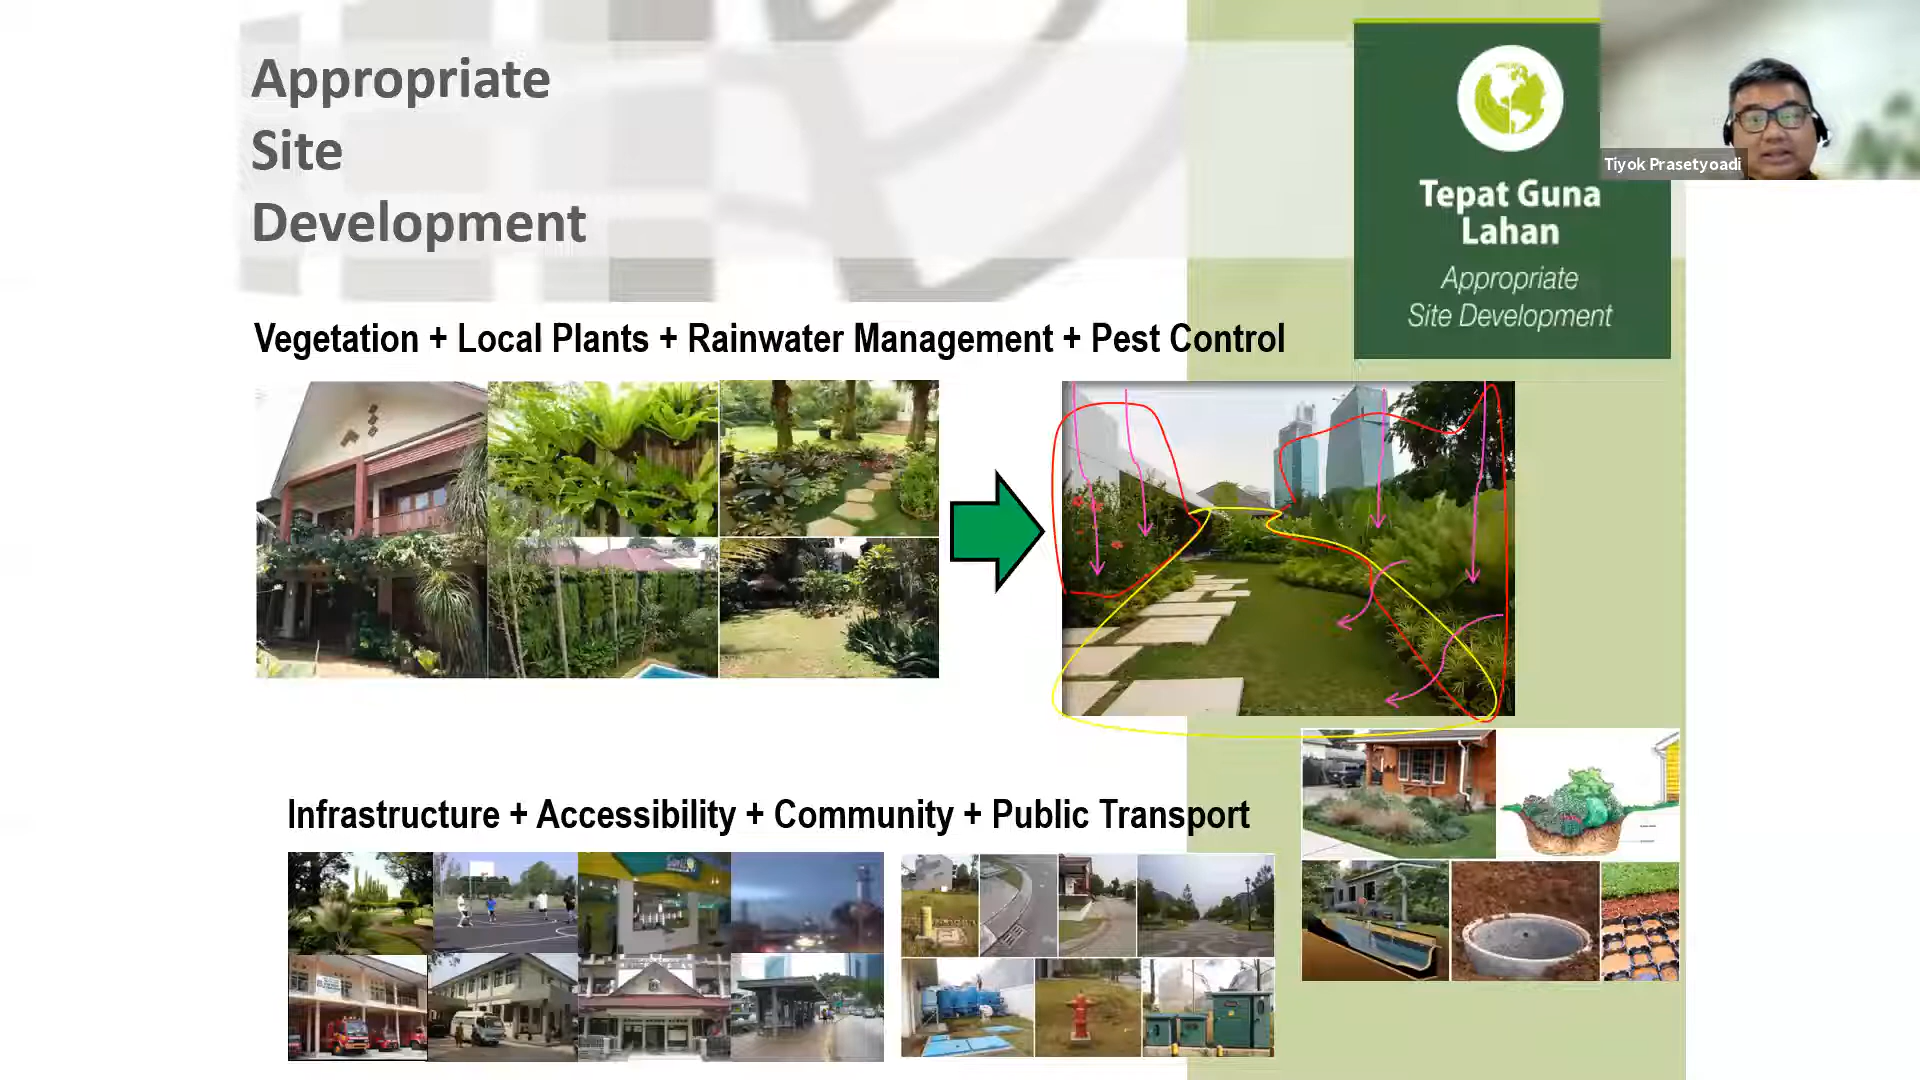 Appropriate
Site
Development
Tepat Guna
Lahan
Appropriate
Site Development
Tiyok Prasetyoadi
Vegetation + Local Plants + Rainwater Management + Pest Control
Infrastructure + Accessibility + Community + Public Transport